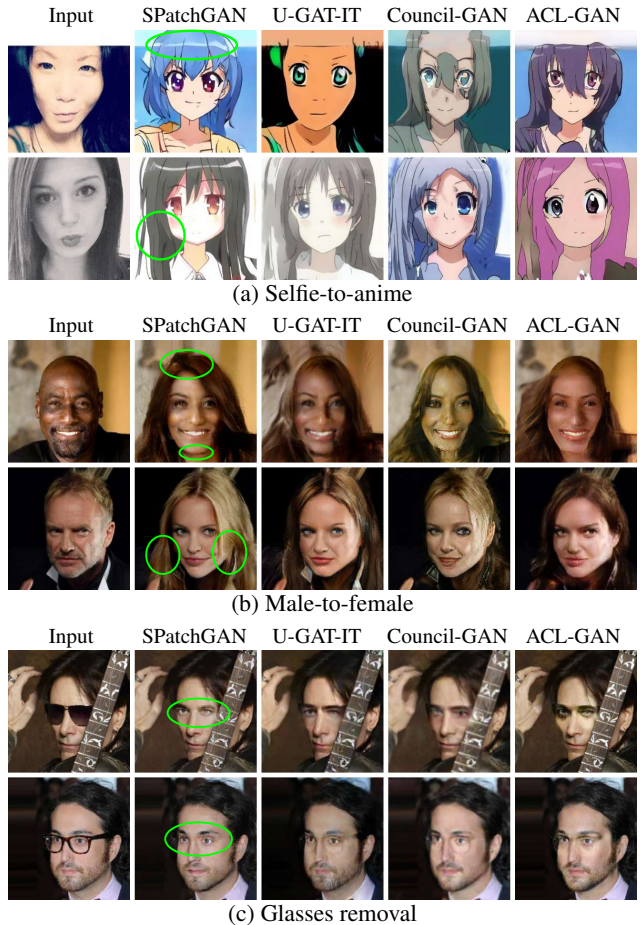 Input SPatchGAN U-GAT-IT Council-GAN ACL-GAN
(a) Selfie-to-anime
Input SPatchGAN U-GAT-IT Council-GAN ACL-GAN
(b) Male-to-female
Input SPatchGAN U-GAT-IT Council-GAN ACL-GAN
(c) Glasses removal